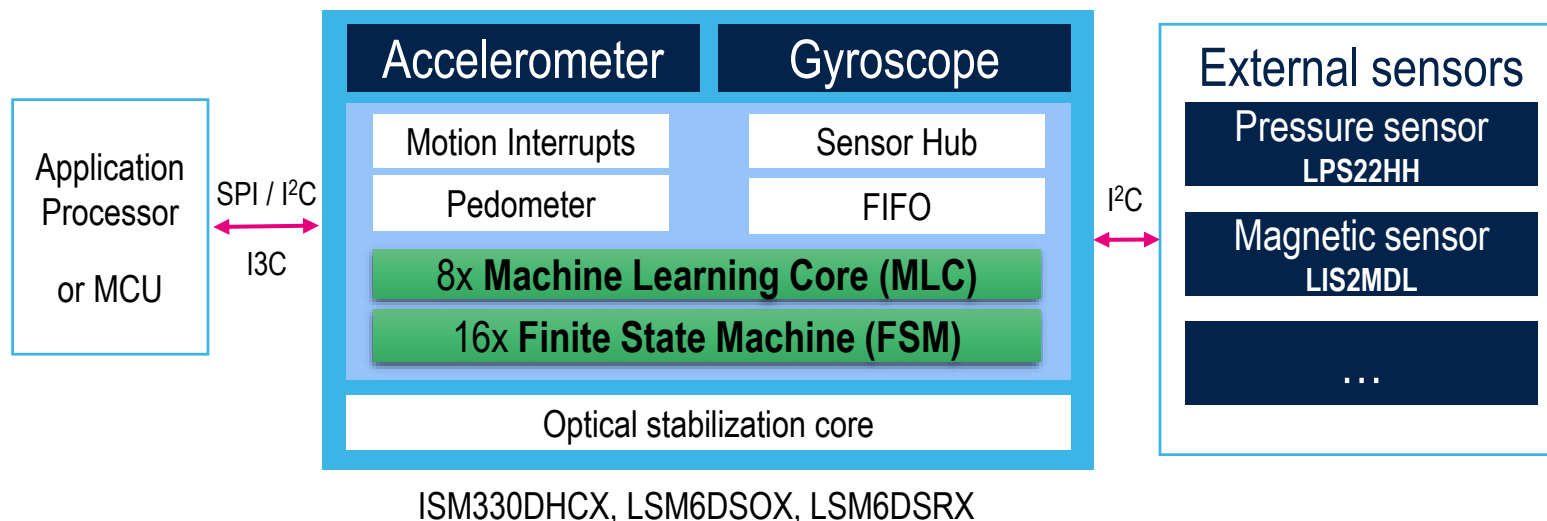 Application
Processor
or MCU
SPI / I²C
I3C
Accelerometer
Gyroscope
Motion Interrupts
Sensor Hub
Pedometer
FIFO
8x Machine Learning Core (MLC)
16x Finite State Machine (FSM)
Optical stabilization core
ISM330DHCX, LSM6DSOX, LSM6DSRX
I²C
External sensors
Pressure sensor
LPS22HH
Magnetic sensor
LIS2MDL
…